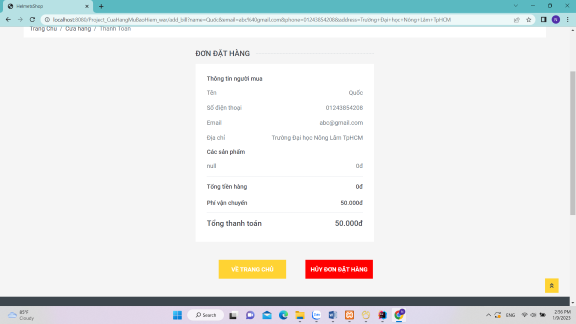 HelmetsShop
localhost:8080/Project_CuaHangMuBaoHiem_war/add_bill?name=Quốc&email=abc%40gmail.com&phone=01243854208&address=Trường+Đại+học+Nông+Lâm+TpHCM
Trang Chủ / Cửa hàng / Thanh Toán
ĐƠN ĐẶT HÀNG
Thông tin người mua
Tên Quốc
Số điện thoại 01243854208
Email abc@gmail.com
Địa chỉ Trường Đại học Nông Lâm TpHCM
Các sản phẩm
null 0đ
Tổng tiền hàng 0đ
Phí vận chuyển 50.000đ
Tổng thanh toán 50.000đ
VỀ TRANG CHỦ HỦY ĐƠN ĐẶT HÀNG
85°F
Cloudy
Search
ENG
2:56 PM
1/9/2023